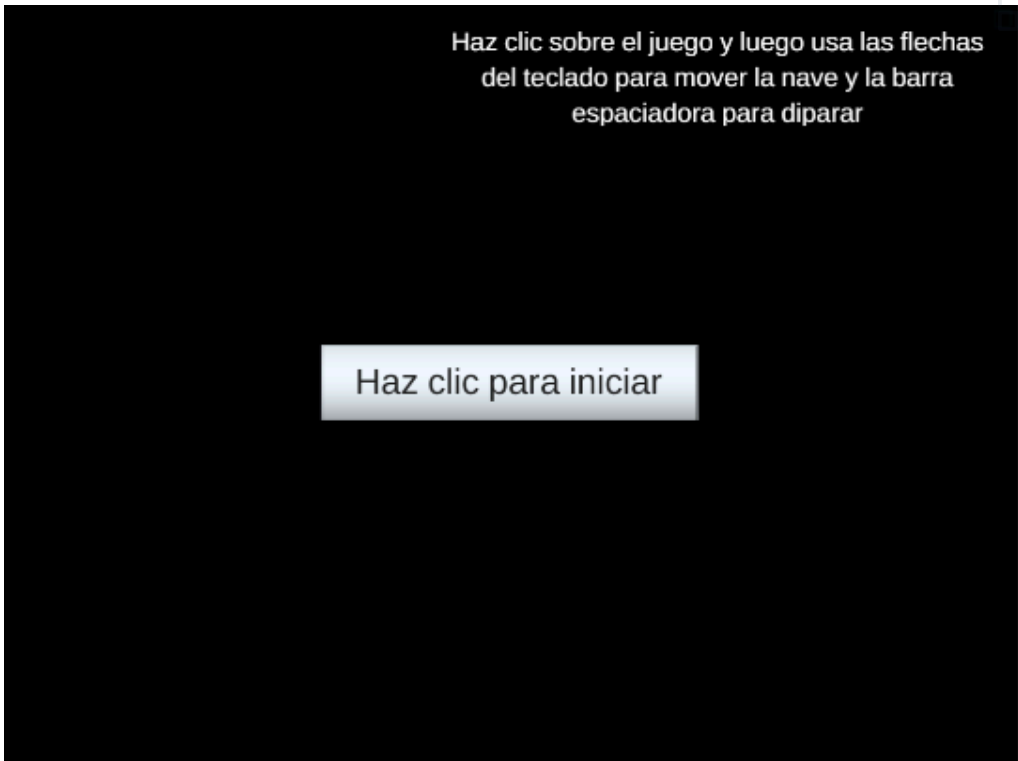 Haz clic sobre el juego y luego usa las flechas
del teclado para mover la nave y la barra
espaciadora para diparar
Haz clic para iniciar